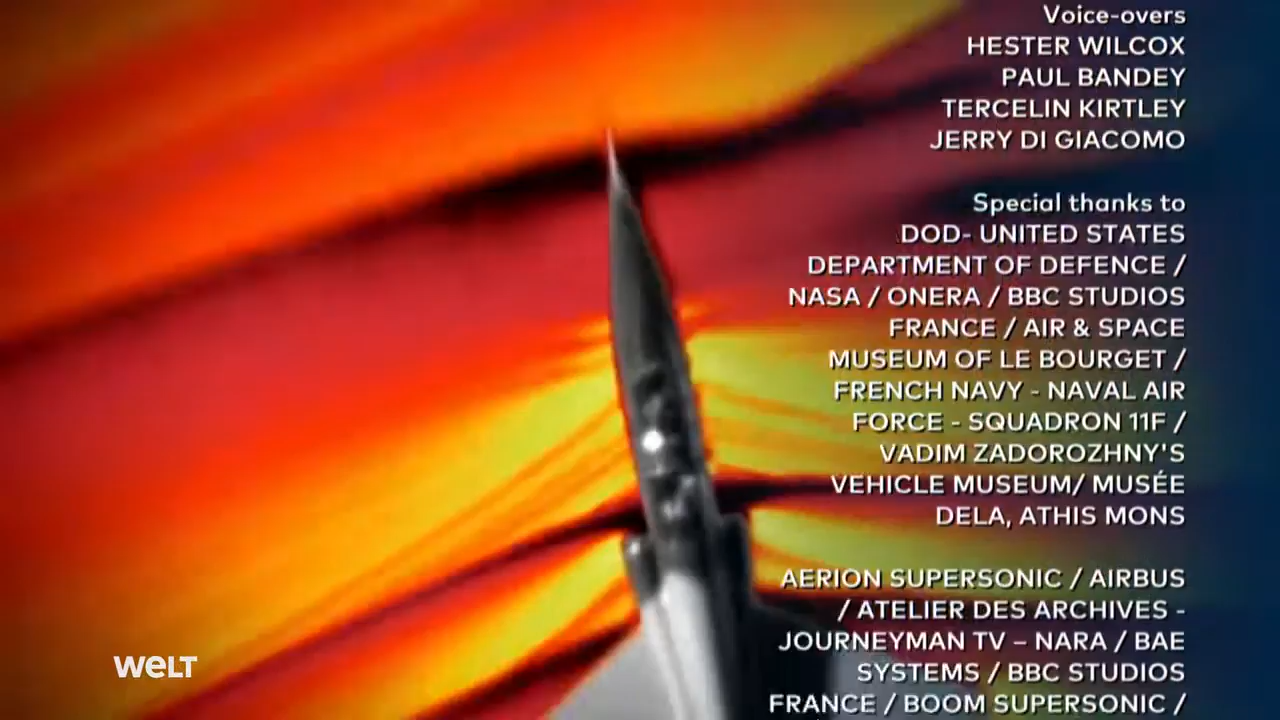 Voice-overs
HESTER WILCOX
PAUL BANDEY
TERCELIN KIRTLEY
JERRY DI GIACOMO
Special thanks to
DOD- UNITED STATES
DEPARTMENT OF DEFENCE /
NASA / ONERA / BBC STUDIOS
FRANCE / AIR & SPACE
MUSEUM OF LE BOURGET /
FRENCH NAVY - NAVAL AIR
FORCE - SQUADRON 11F /
VADIM ZADOROZHNY'S
VEHICLE MUSEUM/ MUSÉE
DELA, ATHIS MONS
AERION SUPERSONIC / AIRBUS
/ ATELIER DES ARCHIVES -
JOURNEYMAN TV – NARA / BAE
SYSTEMS / BBC STUDIOS
FRANCE / BOOM SUPERSONIC /
WELT